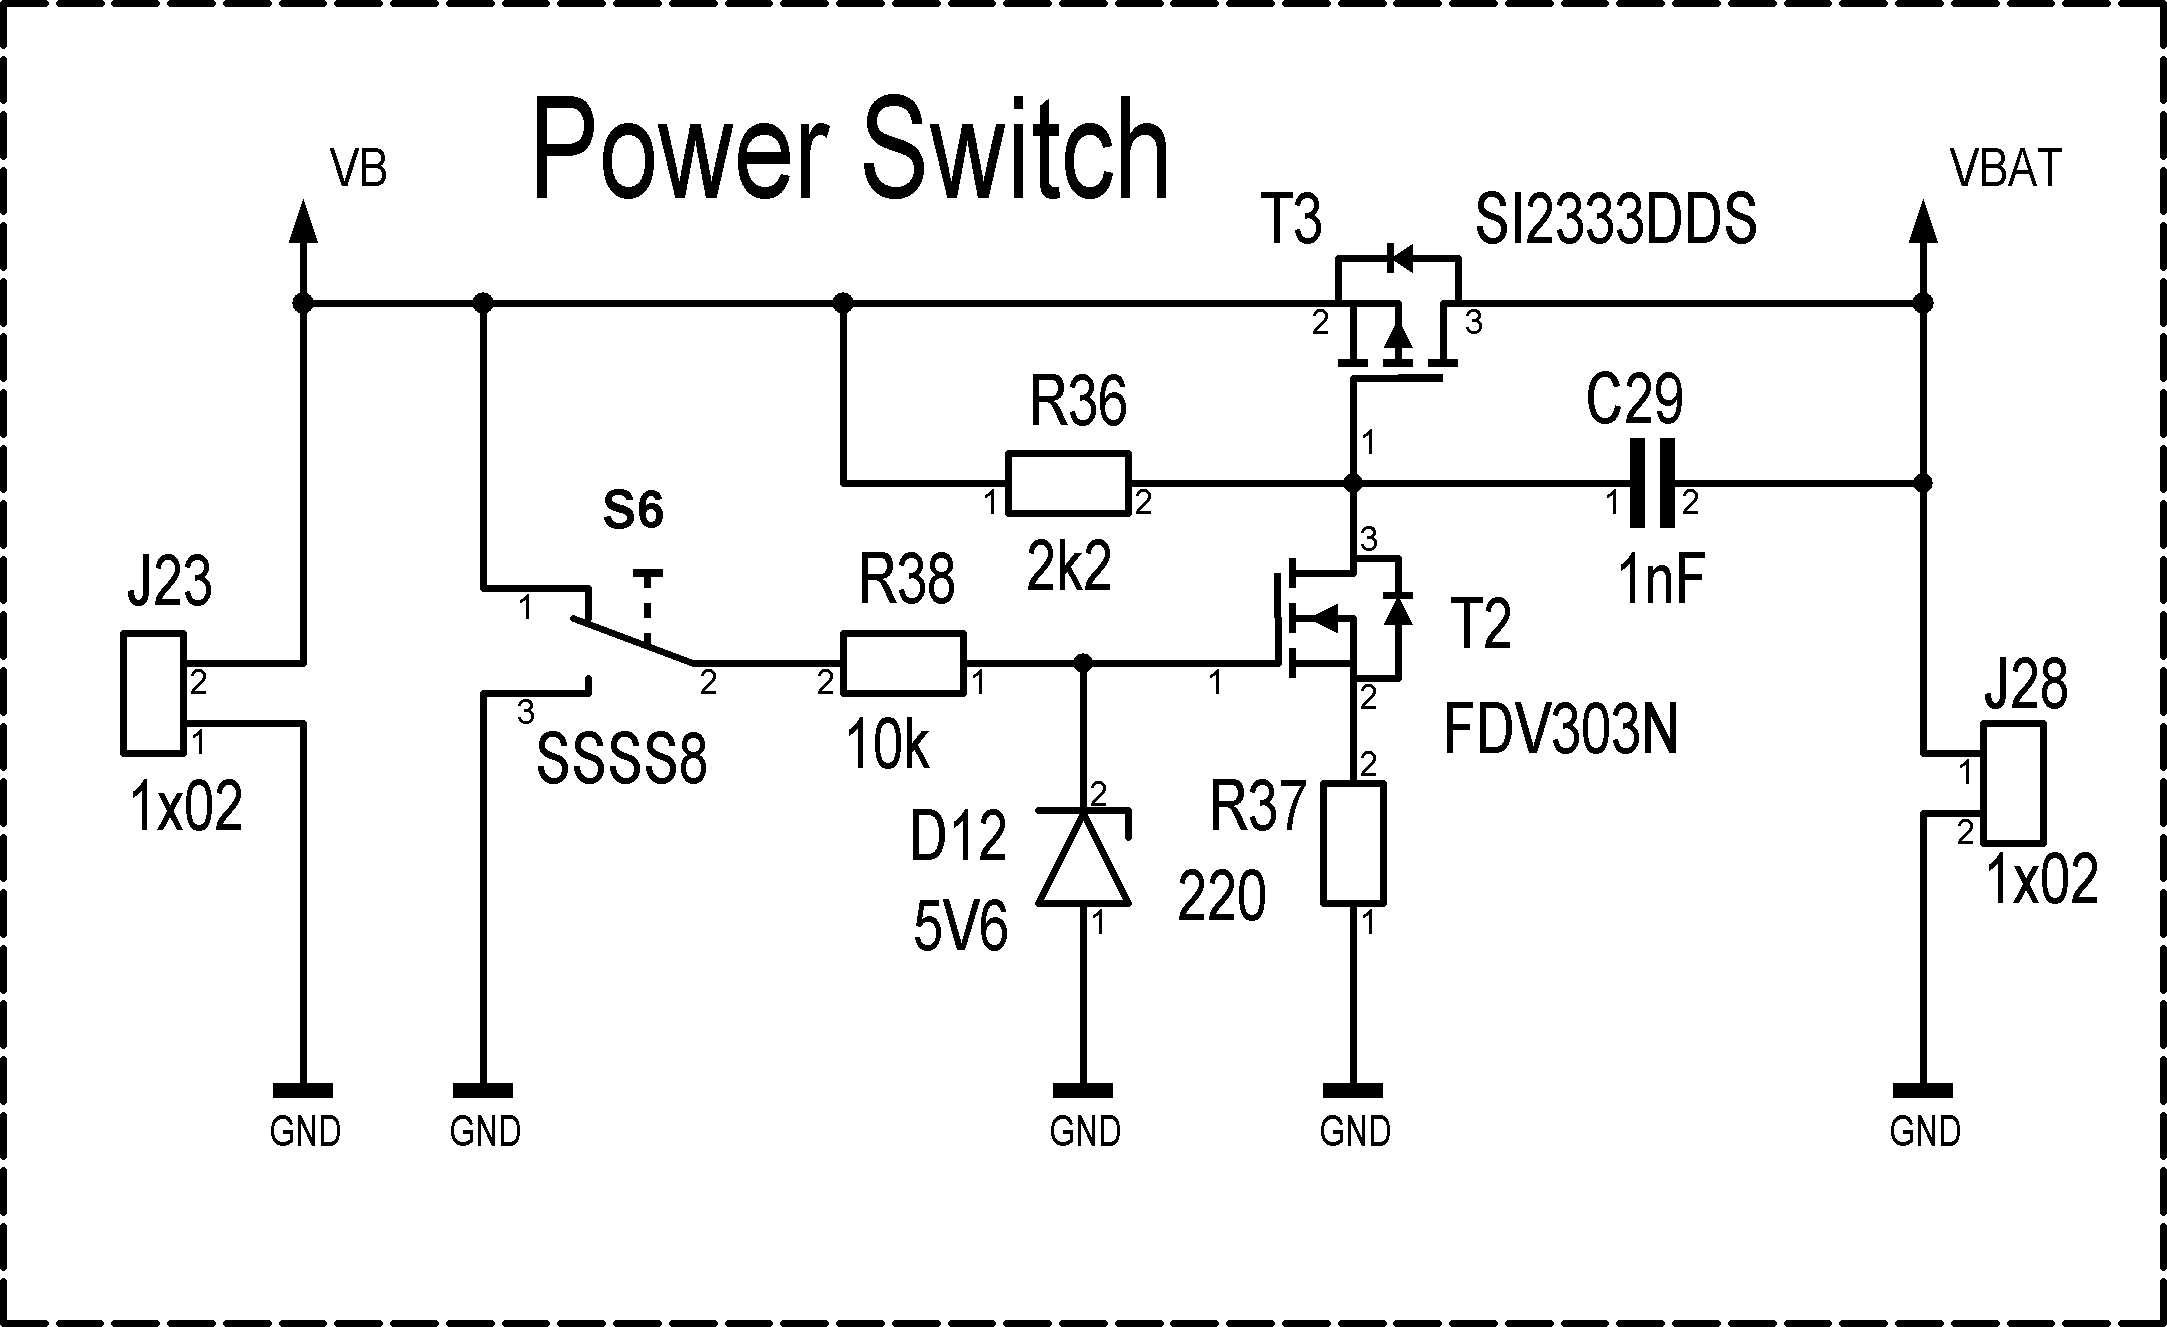 Power Switch
VB
VBAT
T3
SI2333DDS
2
3
R36
C29
1
1
2
1
2
S6
2k2
1nF
3
J23
R38
1
T2
2
2
2
1
1
2
J28
1
3
SSSS8
10k
FDV303N
1x02
2
2
R37
1
D12
220
2
5V6
1
1
1x02
GND
GND
GND
GND
GND